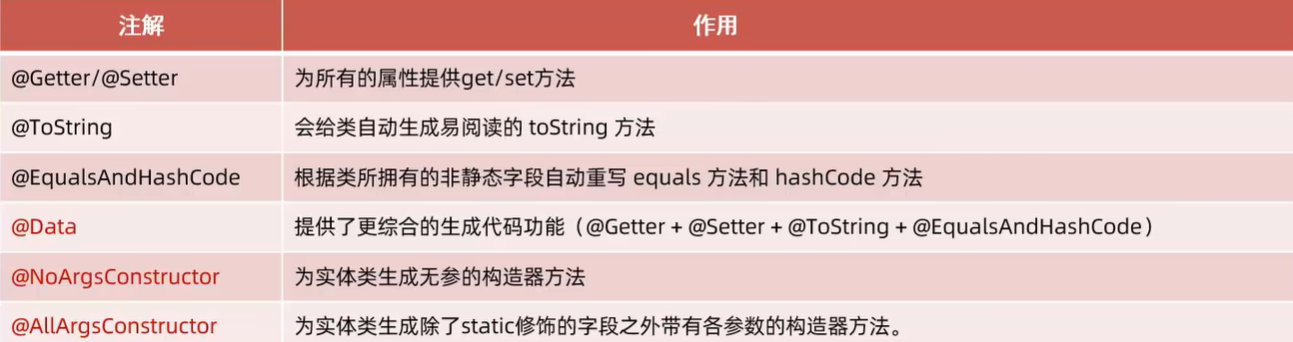 注解 作用
@Getter/@Setter 为所有的属性提供get/set方法
@ToString 会给类自动生成易阅读的 toString 方法
@EqualsAndHashCode 根据类所拥有的非静态字段自动重写 equals 方法和 hashCode 方法
@Data 提供了更综合的生成代码功能（@Getter + @Setter + @ToString + @EqualsAndHashCode）
@NoArgsConstructor 为实体类生成无参的构造器方法
@AllArgsConstructor 为实体类生成除了static修饰的字段之外带有各参数的构造器方法。